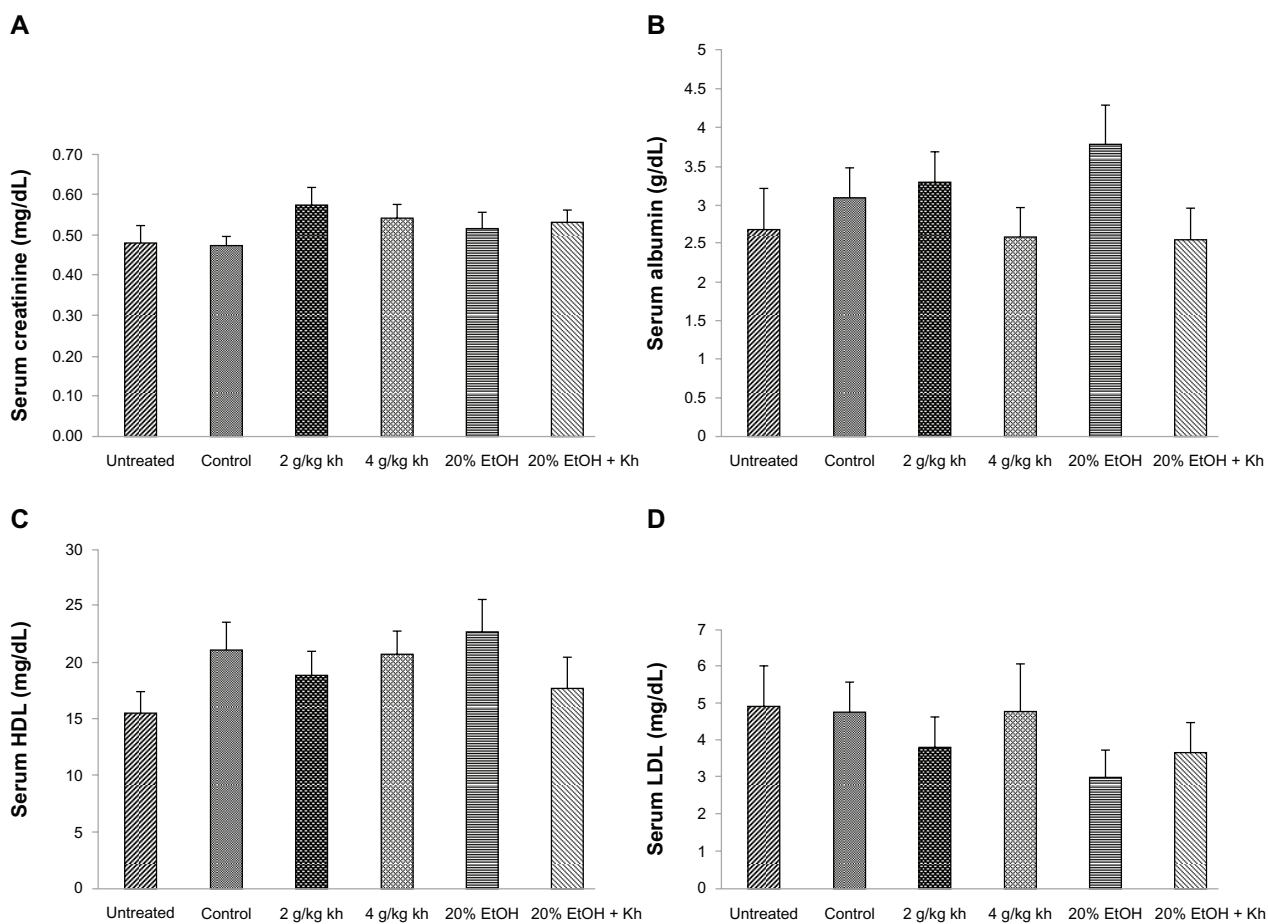 A
Serum creatinine (mg/dL)
0.70
0.60
0.50
0.40
0.30
0.20
0.10
0.00
Untreated Control 2 g/kg kh 4 g/kg kh 20% EtOH 20% EtOH + Kh
B
Serum albumin (g/dL)
5
4.5
4
3.5
3
2.5
2
1.5
1
0.5
0
Untreated Control 2 g/kg kh 4 g/kg kh 20% EtOH 20% EtOH + Kh
C
Serum HDL (mg/dL)
30
25
20
15
10
5
0
Untreated Control 2 g/kg kh 4 g/kg kh 20% EtOH 20% EtOH + Kh
D
Serum LDL (mg/dL)
7
6
5
4
3
2
1
0
Untreated Control 2 g/kg kh 4 g/kg kh 20% EtOH 20% EtOH + Kh